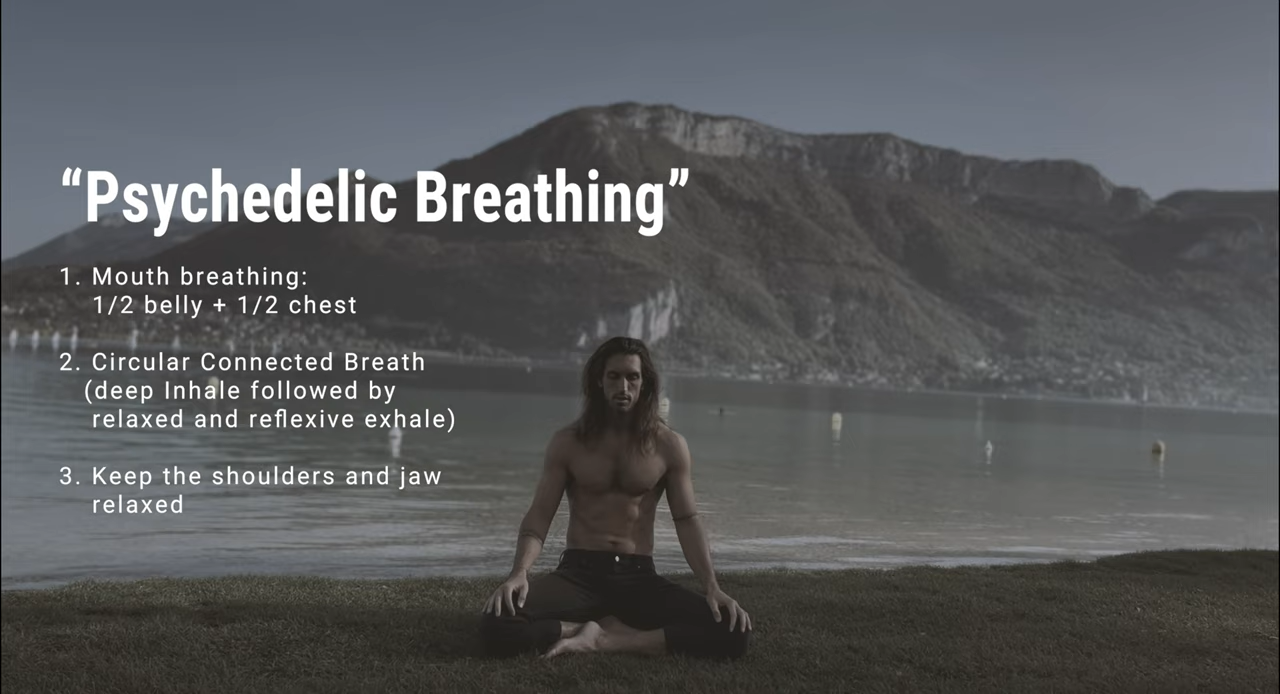 “Psychedelic Breathing”
1. Mouth breathing:
1/2 belly + 1/2 chest
2. Circular Connected Breath
(deep Inhale followed by
relaxed and reflexive exhale)
3. Keep the shoulders and jaw
relaxed